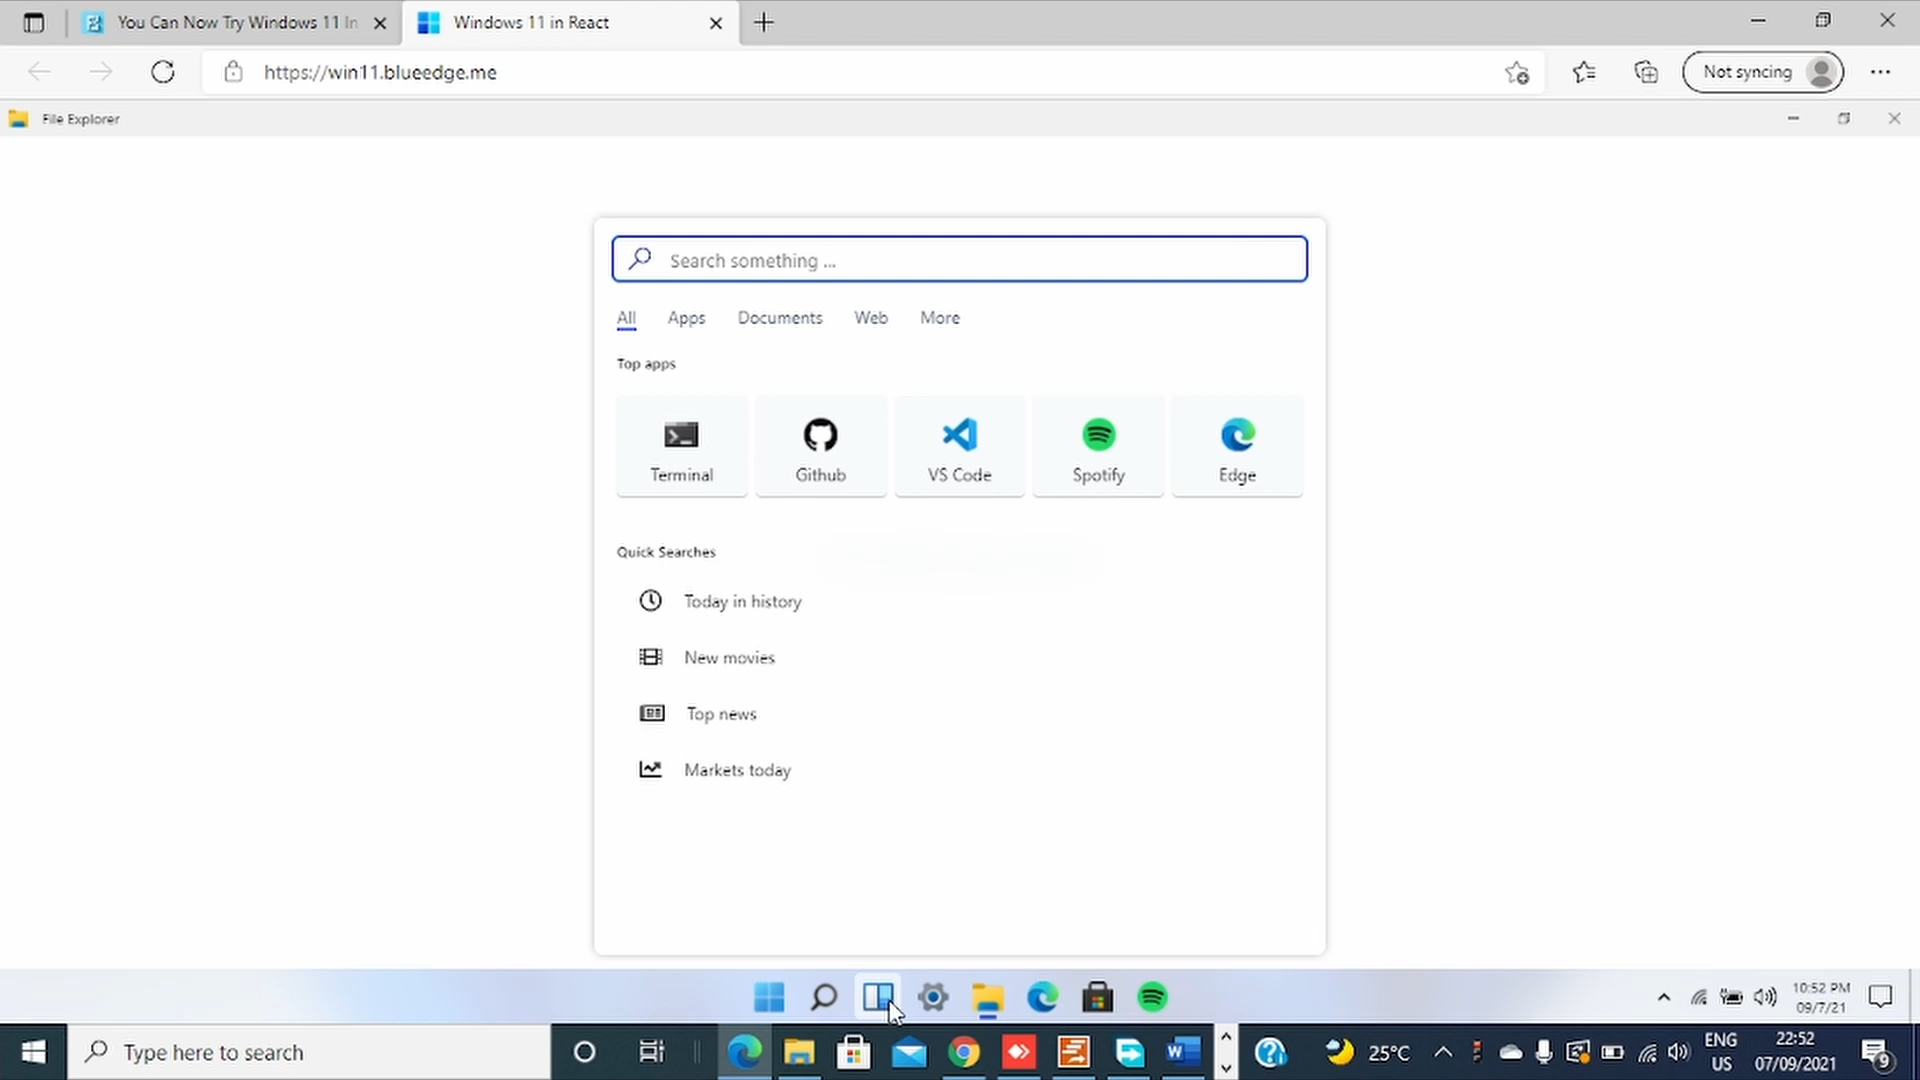 You Can Now Try Windows 11 In
Windows 11 in React
https://win11.blueedge.me
Not syncing
File Explorer
Search something ...
All Apps Documents Web More
Top apps
Terminal Github VS Code Spotify Edge
Quick Searches
Today in history
New movies
Top news
Markets today
10:52 PM
09/7/21
Type here to search
25°C
ENG
US
22:52
07/09/2021
9